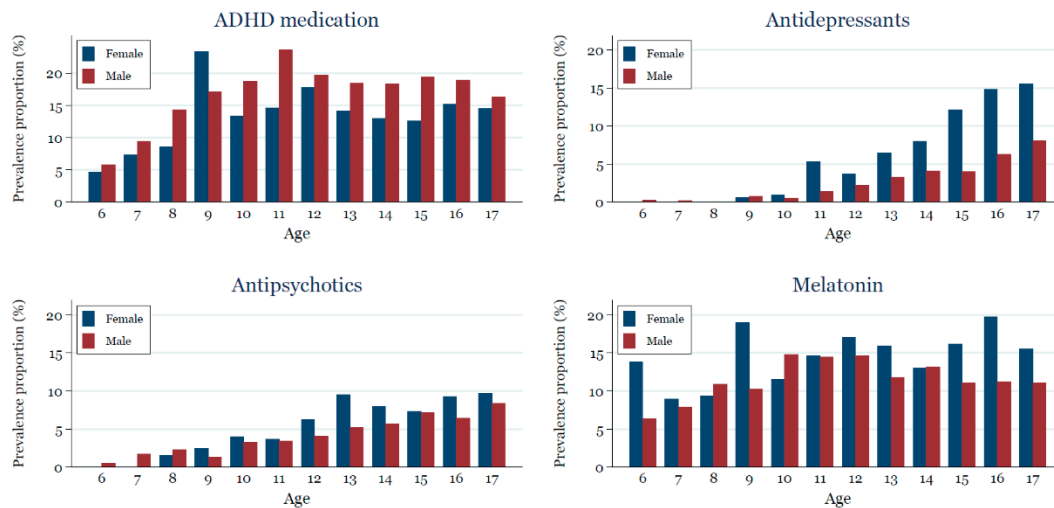 ADHD medication
Prevalence proportion (%)
20
15
10
5
0
Female
Male
6 7 8 9 10 11 12 13 14 15 16 17
Age
Antidepressants
Prevalence proportion (%)
20
15
10
5
0
Female
Male
6 7 8 9 10 11 12 13 14 15 16 17
Age
Antipsychotics
Prevalence proportion (%)
20
15
10
5
0
Female
Male
6 7 8 9 10 11 12 13 14 15 16 17
Age
Melatonin
Prevalence proportion (%)
20
15
10
5
0
Female
Male
6 7 8 9 10 11 12 13 14 15 16 17
Age